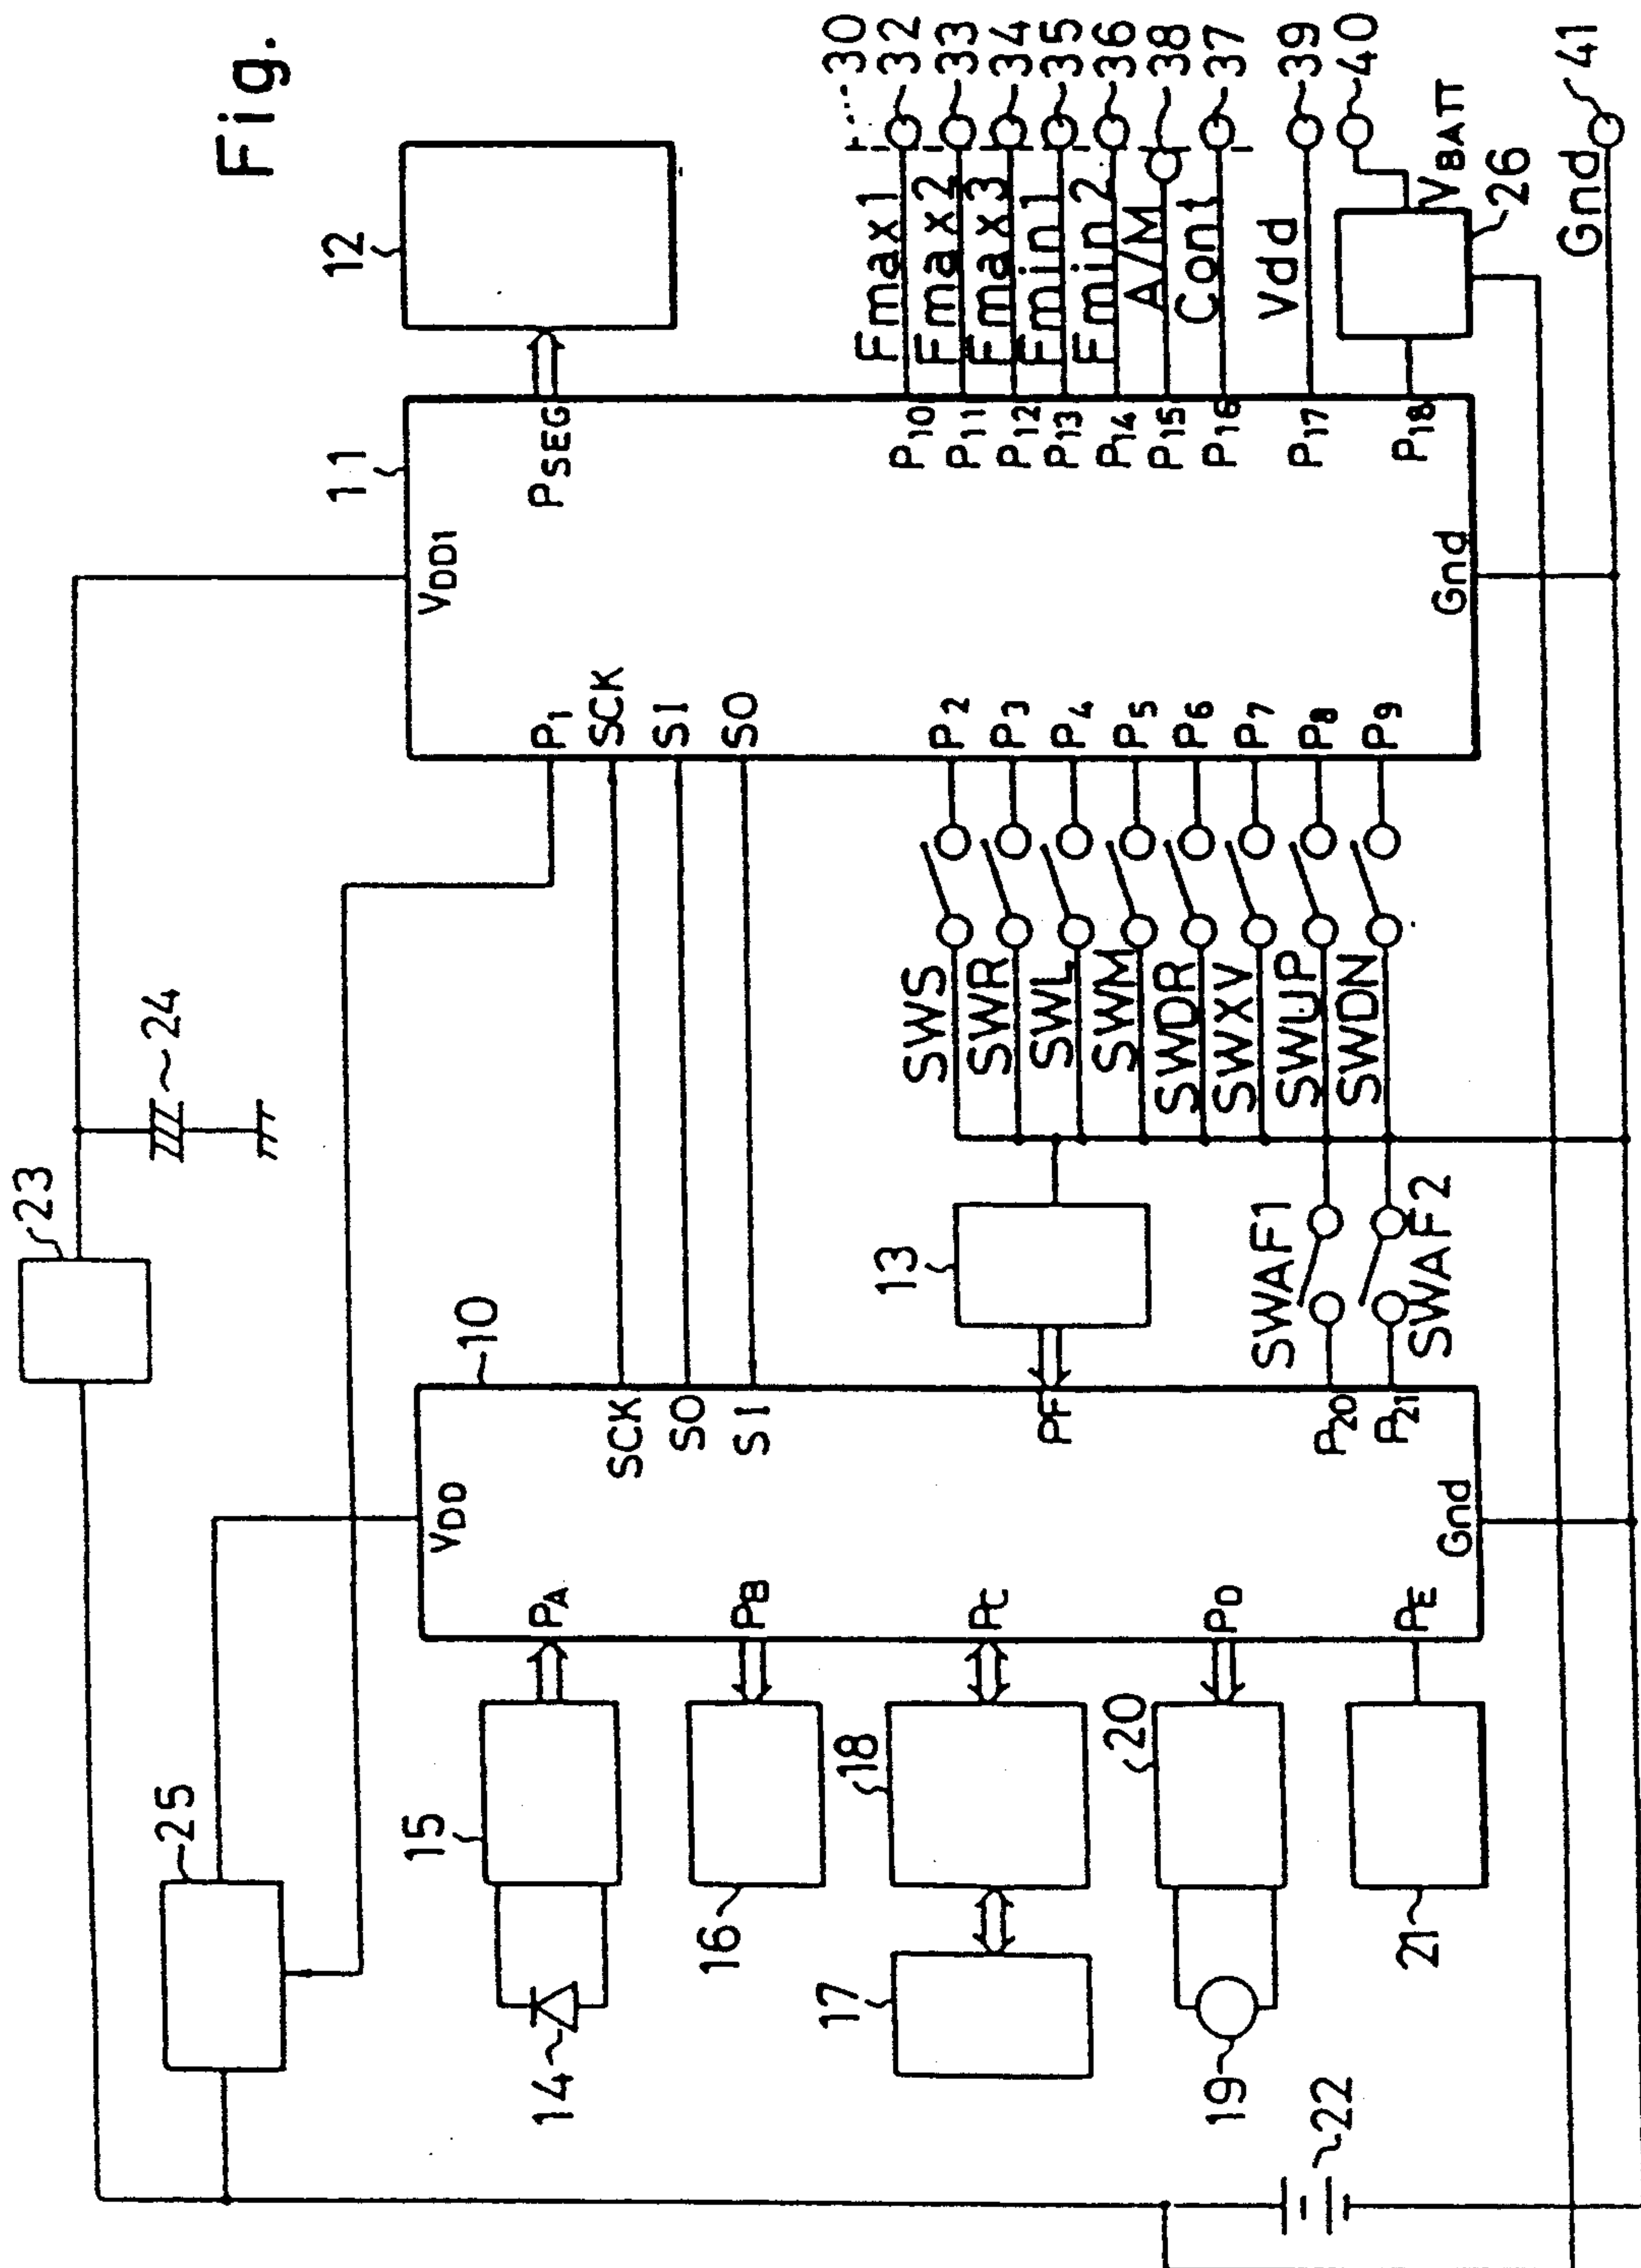 Fig.
23
24
25
12
11
10
VDD1
PSEG
P1
SCK
SI
SO
VDD
SCK
SO
SI
PA
PB
PC
PD
PE
PF
P20
P21
Gnd
15
14
16
18
17
20
19
21
22
13
SWAF1
SWAF2
SWS
SWR
SWL
SWM
SWDR
SWXV
SWUP
SWDN
P2
P3
P4
P5
P6
P7
P8
P9
Gnd
P10
P11
P12
P13
P14
P15
P16
P17
P18
Fmax1
Fmax2
Fmax3
Fmin1
Fmin2
A/M
Cont
Vdd
VBATT
26
Gnd
30
32
33
34
35
36
38
37
39
40
41